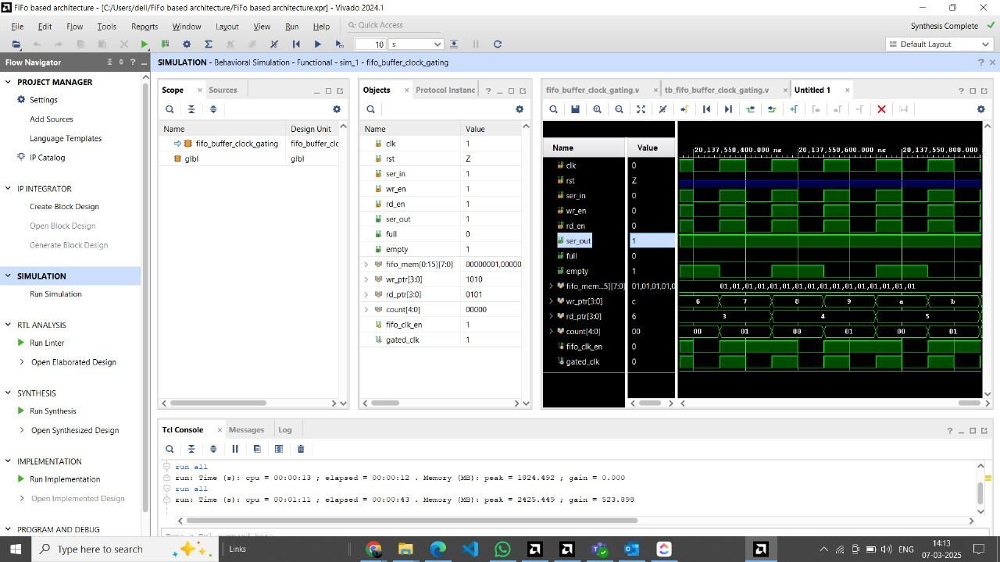 FiFo based architecture - [C:/Users/dell/FiFo based architecture/FiFo based architecture.xpr] - Vivado 2024.1
File Edit Flow Tools Reports Window Layout View Run Help Quick Access
Synthesis Complete
10 s
Default Layout
Flow Navigator
SIMULATION - Behavioral Simulation - Functional - sim_1 - fifo_buffer_clock_gating
PROJECT MANAGER
Settings
Add Sources
Language Templates
IP Catalog
IP INTEGRATOR
Create Block Design
Open Block Design
Generate Block Design
SIMULATION
Run Simulation
RTL ANALYSIS
Run Linter
Open Elaborated Design
SYNTHESIS
Run Synthesis
Open Synthesized Design
IMPLEMENTATION
Run Implementation
Open Implemented Design
PROGRAM AND DEBUG
Scope Sources
Name Design Unit
fifo_buffer_clock_gating fifo_buffer_clc
glbl glbl
Objects Protocol Instanc
Name Value
clk 1
rst Z
ser_in 1
wr_en 1
rd_en 1
ser_out 1
full 0
empty 1
fifo_mem[0:15][7:0] 00000001,00000
wr_ptr[3:0] 1010
rd_ptr[3:0] 0101
count[4:0] 00000
fifo_clk_en 1
gated_clk 1
fifo_buffer_clock_gating.v tb_fifo_buffer_clock_gating.v Untitled 1
20,137,550,400.000 ns 20,137,550,600.000 ns 20,137,550,800.000 ns
Name Value
clk 0
rst Z
ser_in 0
wr_en 0
rd_en 0
ser_out 1
full 0
empty 1
fifo_mem...5][7:0] 01,01,01,01,0 01,01,01,01,01,01,01,01,01,01,01,01,01,01,01,01
wr_ptr[3:0] c 6 7 8 9 a b
rd_ptr[3:0] 6 3 4 5
count[4:0] 00 00 01 00 01 00 01
fifo_clk_en 0
gated_clk 0
Tcl Console Messages Log
run all
run: Time (s): cpu = 00:00:13 ; elapsed = 00:00:12 . Memory (MB): peak = 1824.492 ; gain = 0.000
run all
run: Time (s): cpu = 00:01:11 ; elapsed = 00:00:43 . Memory (MB): peak = 2425.449 ; gain = 523.898
Type a Tcl command here
Type here to search
Links
ENG
14:13
07-03-2025